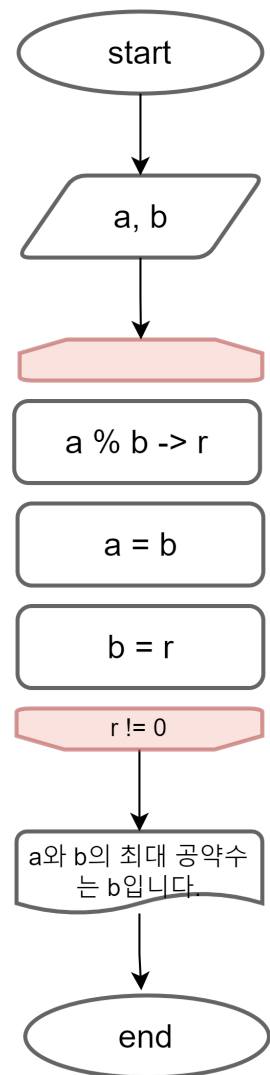 start
a, b
a % b -> r
a = b
b = r
r != 0
a와 b의 최대 공약수
는 b입니다.
end